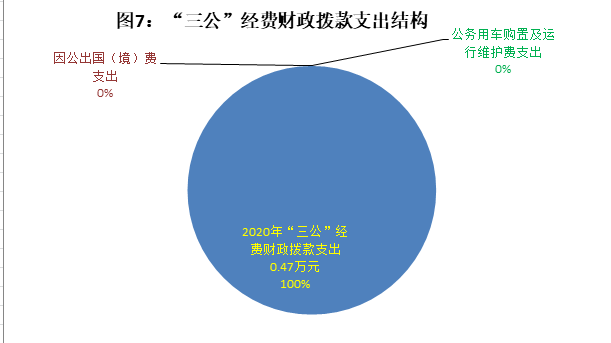 图7：“三公”经费财政拨款支出结构
因公出国（境）费
支出
0%
公务用车购置及运
行维护费支出
0%
2020年“三公”经
费财政拨款支出
0.47万元
100%